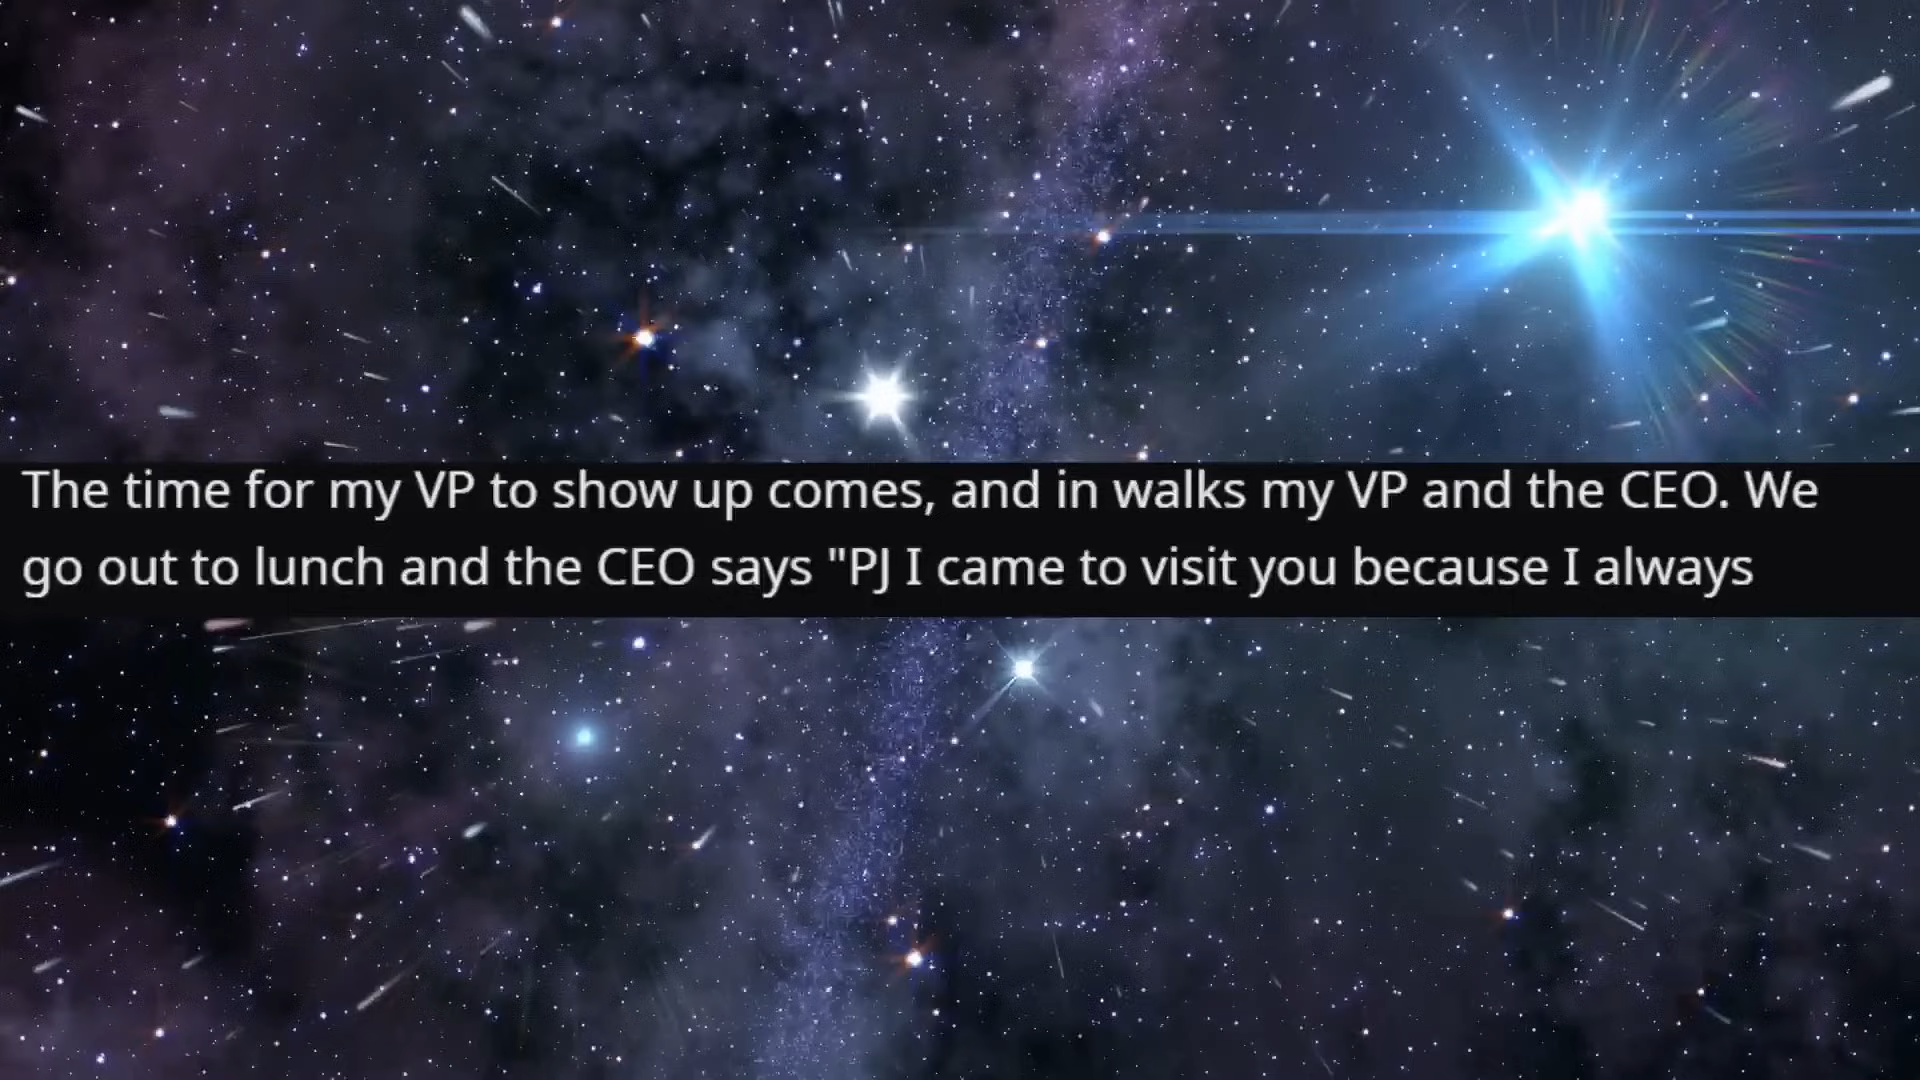 The time for my VP to show up comes, and in walks my VP and the CEO. We
go out to lunch and the CEO says "PJ I came to visit you because I always